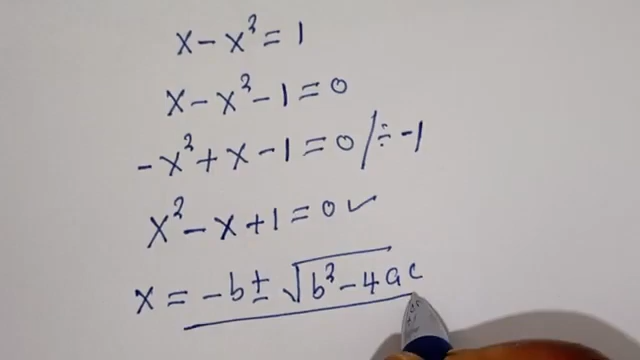 x - x² = 1
x - x² - 1 = 0
-x² + x - 1 = 0 / ÷ -1
x² - x + 1 = 0 ✓
x = -b ± √b² - 4ac